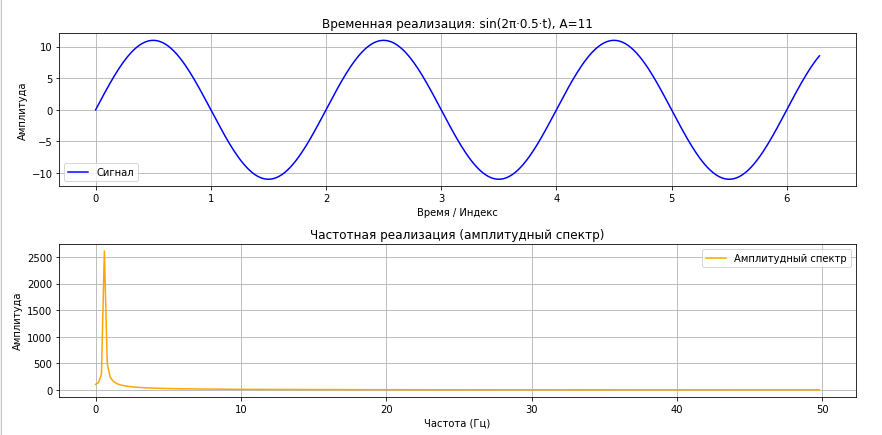 Временная реализация: sin(2π·0.5·t), A=11
Амплитуда
10
5
0
−5
−10
Сигнал
0 1 2 3 4 5 6
Время / Индекс
Частотная реализация (амплитудный спектр)
Амплитуда
2500
2000
1500
1000
500
0
Амплитудный спектр
0 10 20 30 40 50
Частота (Гц)